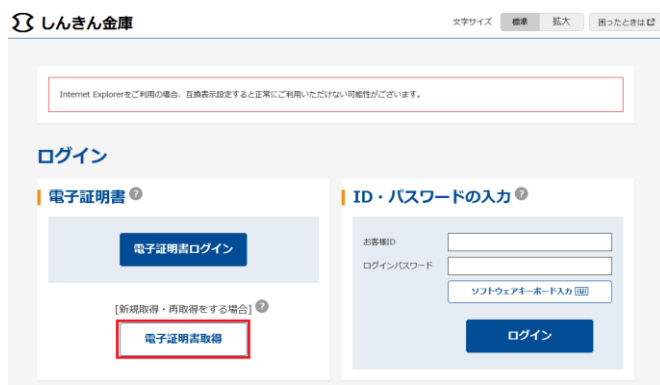 しんきん金庫
文字サイズ 標準 拡大 困ったときは
Internet Explorerをご利用の場合、互換表示設定すると正常にご利用いただけない可能性がございます。
ログイン
電子証明書 ?
電子証明書ログイン
[新規取得・再取得をする場合] ?
電子証明書取得
ID・パスワードの入力 ?
お客様ID
ログインパスワード
ソフトウェアキーボード入力
ログイン